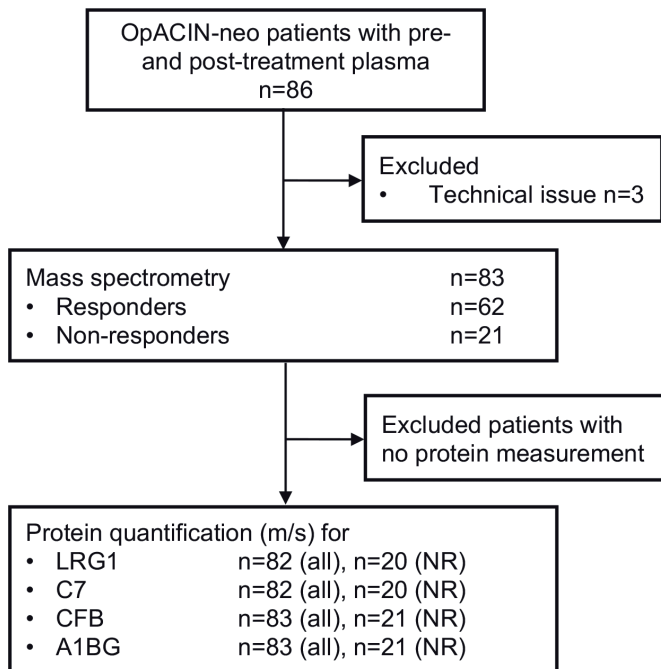 OpACIN-neo patients with pre-
and post-treatment plasma
n=86
Excluded
• Technical issue n=3
Mass spectrometry n=83
• Responders n=62
• Non-responders n=21
Excluded patients with
no protein measurement
Protein quantification (m/s) for
• LRG1 n=82 (all), n=20 (NR)
• C7 n=82 (all), n=20 (NR)
• CFB n=83 (all), n=21 (NR)
• A1BG n=83 (all), n=21 (NR)